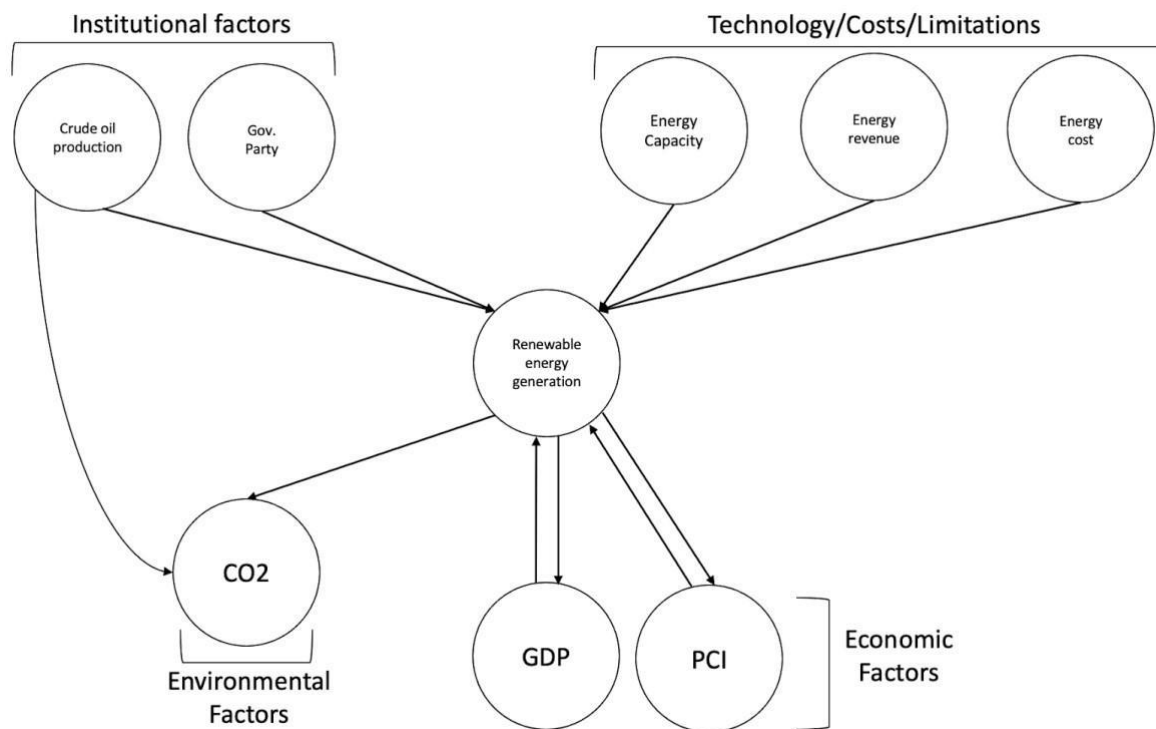 Institutional factors
Technology/Costs/Limitations
Crude oil
production
Gov.
Party
Energy
Capacity
Energy
revenue
Energy
cost
Renewable
energy
generation
CO2
GDP
PCI
Environmental
Factors
Economic
Factors